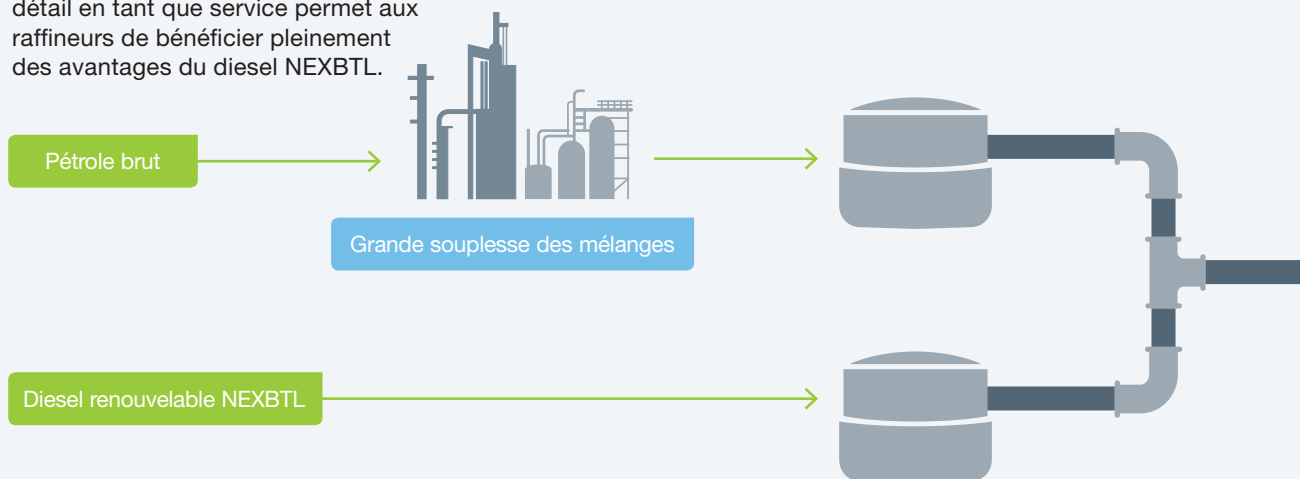 détail en tant que service permet aux
raffineurs de bénéficier pleinement
des avantages du diesel NEXBTL.
Pétrole brut
Grande souplesse des mélanges
Diesel renouvelable NEXBTL